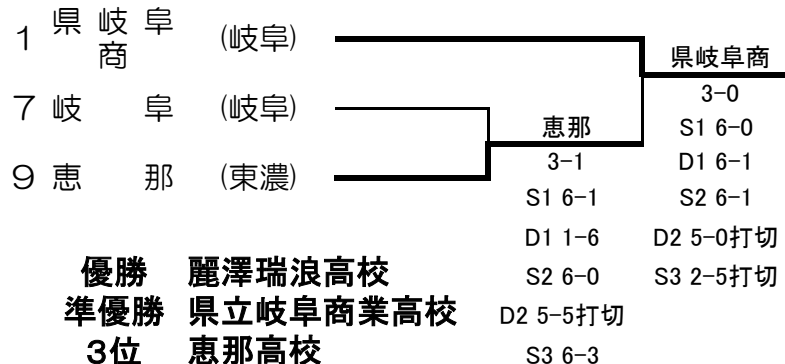 1 県岐阜商 (岐阜)
県岐阜商
3-0
S1 6-0
D1 6-1
S2 6-1
D2 5-0打切
S3 2-5打切
7 岐阜 (岐阜)
9 恵那 (東濃)
恵那
3-1
S1 6-1
D1 1-6
S2 6-0
D2 5-5打切
S3 6-3
優勝 麗澤瑞浪高校
準優勝 県立岐阜商業高校
3位 恵那高校